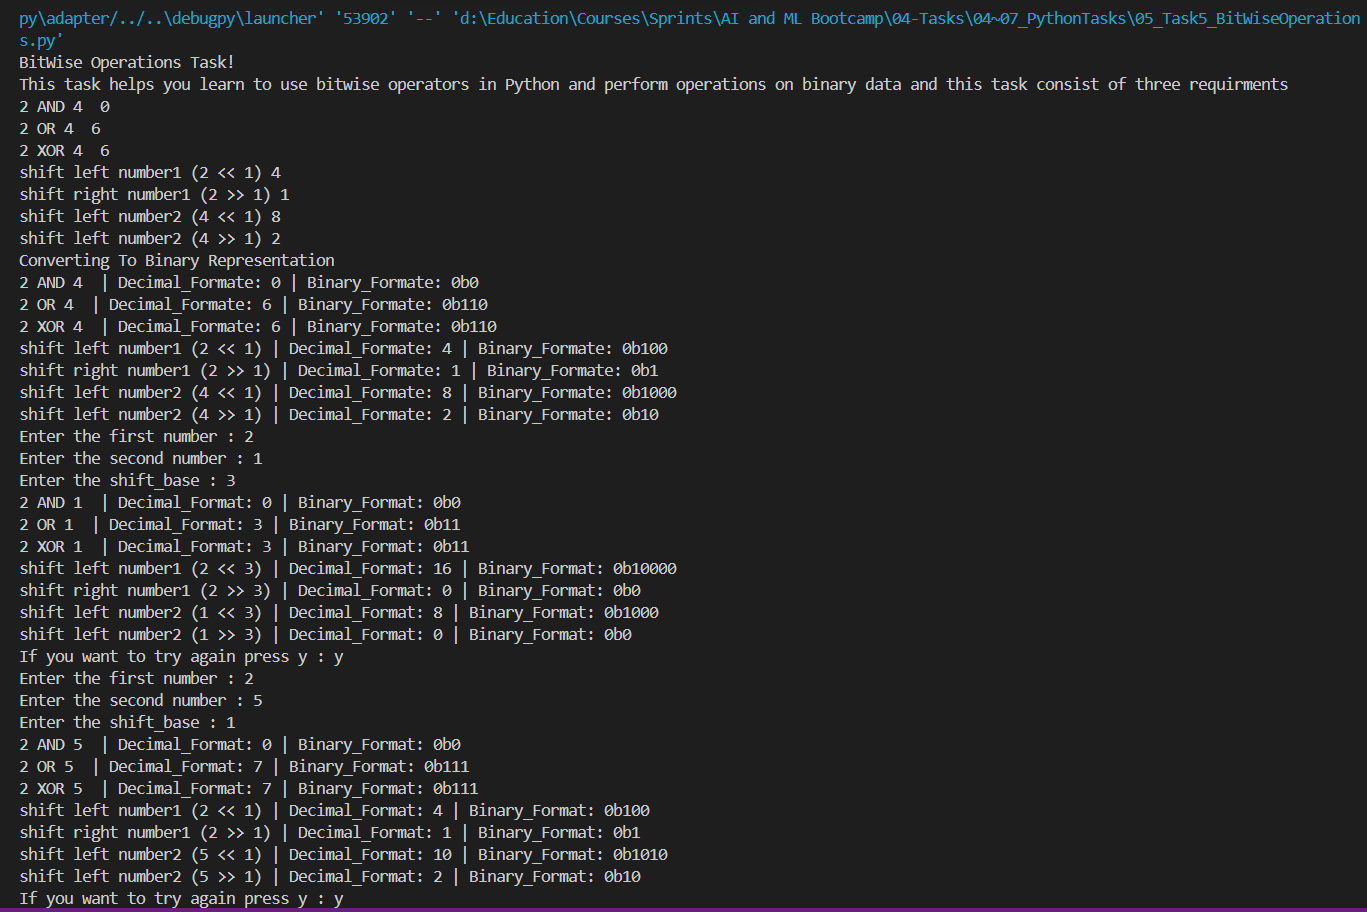 py\adapter/../..\debugpy\launcher' '53902' '--' 'd:\Education\Courses\Sprints\AI and ML Bootcamp\04-Tasks\04~07_PythonTasks\05_Task5_BitWiseOperation
s.py'
BitWise Operations Task!
This task helps you learn to use bitwise operators in Python and perform operations on binary data and this task consist of three requirments
2 AND 4  0
2 OR 4  6
2 XOR 4  6
shift left number1 (2 << 1) 4
shift right number1 (2 >> 1) 1
shift left number2 (4 << 1) 8
shift left number2 (4 >> 1) 2
Converting To Binary Representation
2 AND 4  | Decimal_Formate: 0 | Binary_Formate: 0b0
2 OR 4  | Decimal_Formate: 6 | Binary_Formate: 0b110
2 XOR 4  | Decimal_Formate: 6 | Binary_Formate: 0b110
shift left number1 (2 << 1) | Decimal_Formate: 4 | Binary_Formate: 0b100
shift right number1 (2 >> 1) | Decimal_Formate: 1 | Binary_Formate: 0b1
shift left number2 (4 << 1) | Decimal_Formate: 8 | Binary_Formate: 0b1000
shift left number2 (4 >> 1) | Decimal_Formate: 2 | Binary_Formate: 0b10
Enter the first number : 2
Enter the second number : 1
Enter the shift_base : 3
2 AND 1  | Decimal_Format: 0 | Binary_Format: 0b0
2 OR 1  | Decimal_Format: 3 | Binary_Format: 0b11
2 XOR 1  | Decimal_Format: 3 | Binary_Format: 0b11
shift left number1 (2 << 3) | Decimal_Format: 16 | Binary_Format: 0b10000
shift right number1 (2 >> 3) | Decimal_Format: 0 | Binary_Format: 0b0
shift left number2 (1 << 3) | Decimal_Format: 8 | Binary_Format: 0b1000
shift left number2 (1 >> 3) | Decimal_Format: 0 | Binary_Format: 0b0
If you want to try again press y : y
Enter the first number : 2
Enter the second number : 5
Enter the shift_base : 1
2 AND 5  | Decimal_Format: 0 | Binary_Format: 0b0
2 OR 5  | Decimal_Format: 7 | Binary_Format: 0b111
2 XOR 5  | Decimal_Format: 7 | Binary_Format: 0b111
shift left number1 (2 << 1) | Decimal_Format: 4 | Binary_Format: 0b100
shift right number1 (2 >> 1) | Decimal_Format: 1 | Binary_Format: 0b1
shift left number2 (5 << 1) | Decimal_Format: 10 | Binary_Format: 0b1010
shift left number2 (5 >> 1) | Decimal_Format: 2 | Binary_Format: 0b10
If you want to try again press y : y